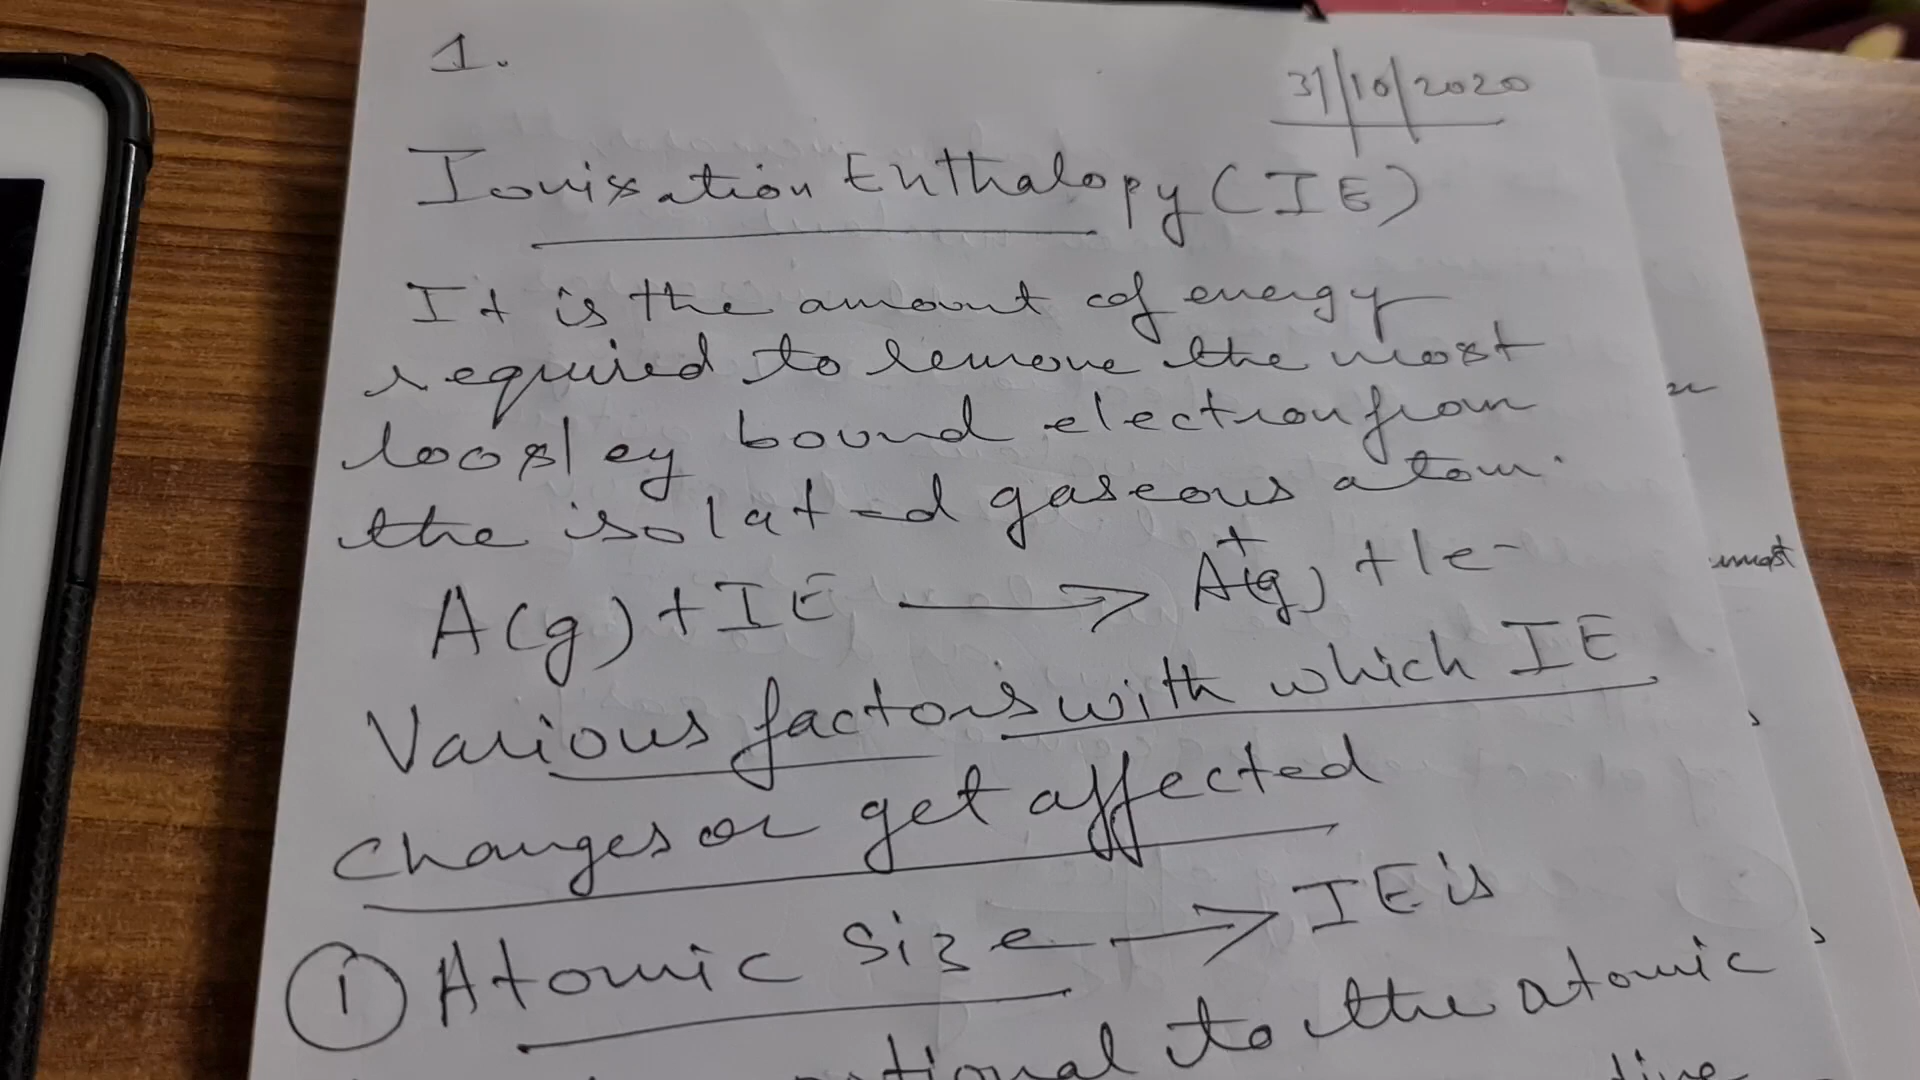 1.
31/10/2020
Ionisation Enthalopy (IE)
It is the amount of energy
required to remove the most
loosley bound electron from
the isolated gaseous atom.
A(g) + IE → A+(g) + 1e-
Various factors with which IE
changes or get affected
① Atomic size → IE is
to the atomic
most